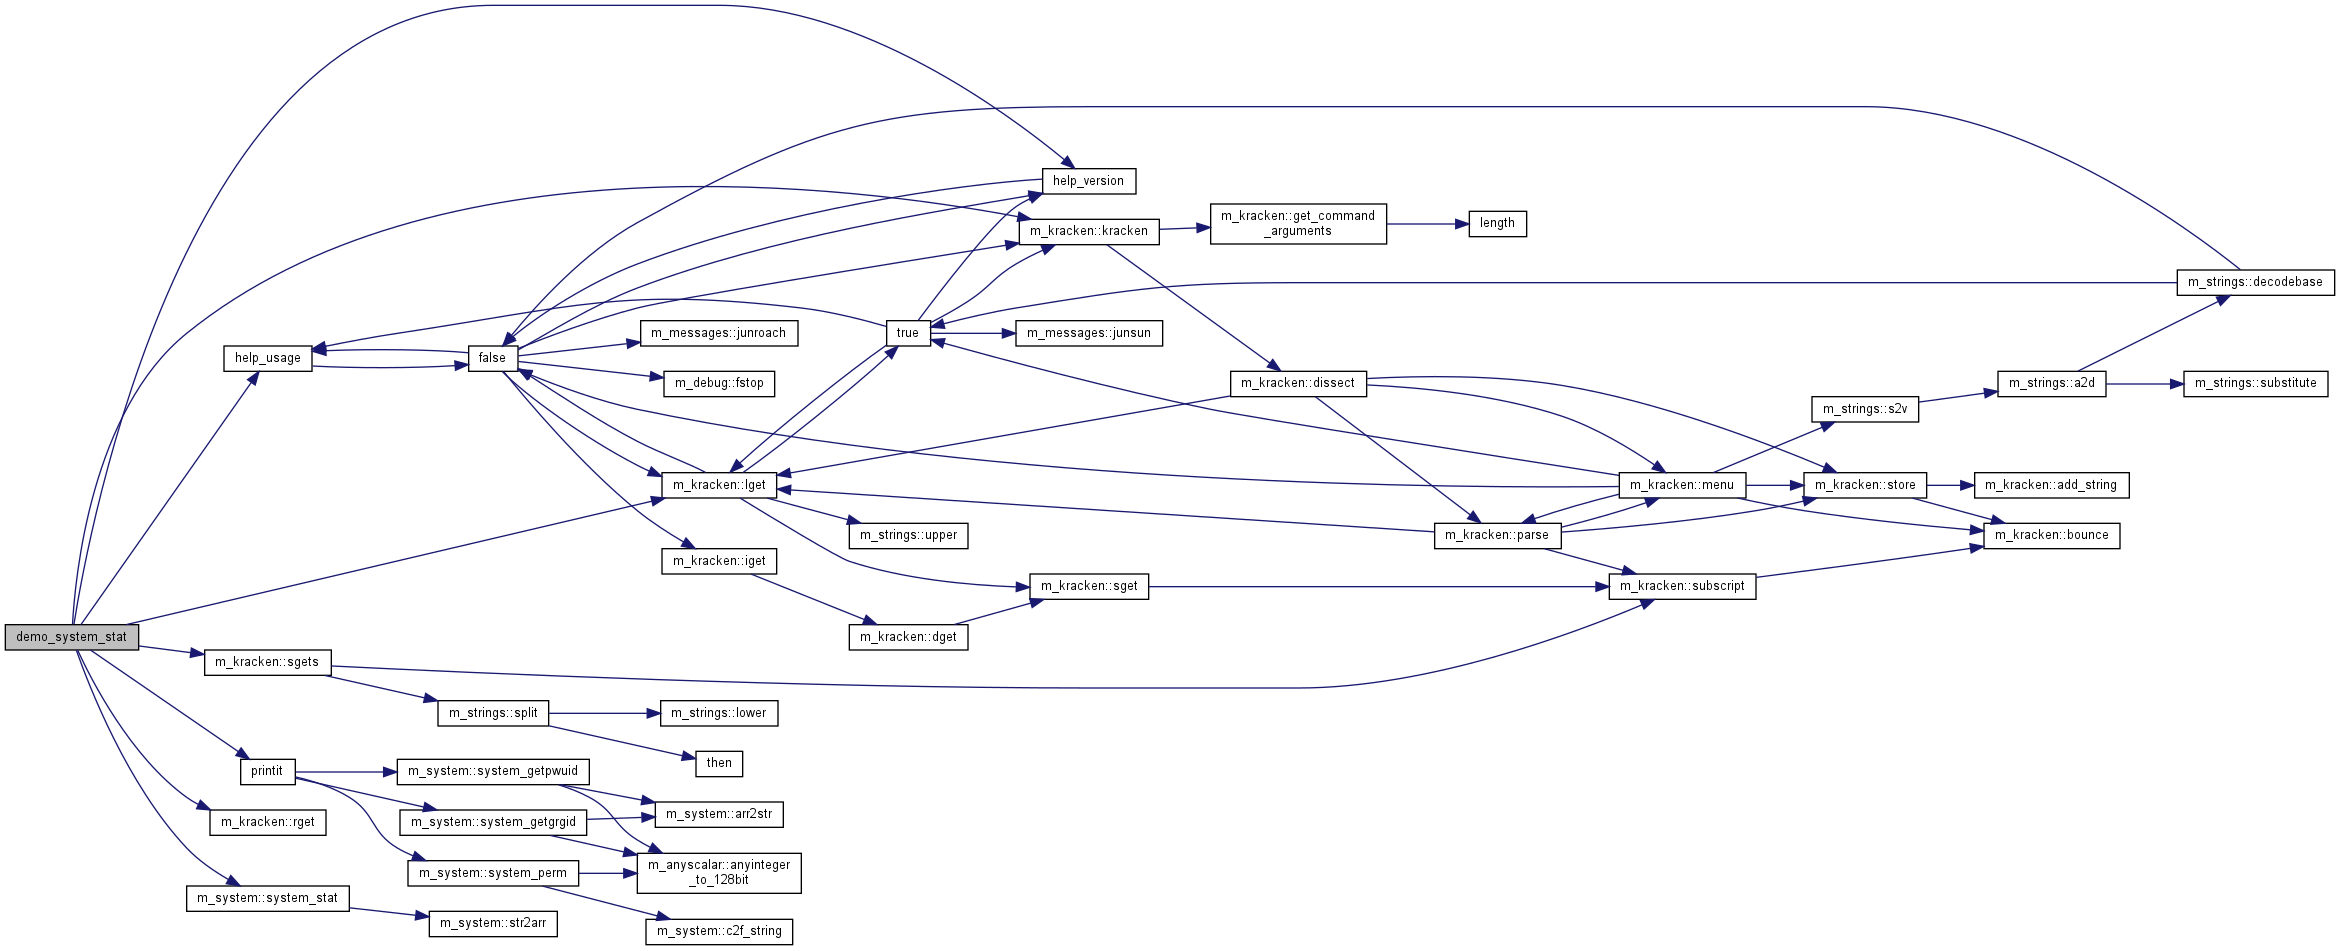 help_version
m_kracken::get_command
_arguments
length
m_kracken::kracken
m_strings::decodebase
m_messages::junroach
true
m_messages::junsun
help_usage
false
m_debug::fstop
m_kracken::dissect
m_strings::a2d
m_strings::substitute
m_strings::s2v
m_kracken::lget
m_kracken::menu
m_kracken::store
m_kracken::add_string
m_strings::upper
m_kracken::parse
m_kracken::bounce
m_kracken::iget
m_kracken::sget
m_kracken::subscript
demo_system_stat
m_kracken::dget
m_kracken::sgets
m_strings::split
m_strings::lower
then
printit
m_system::system_getpwuid
m_kracken::rget
m_system::system_getgrgid
m_system::arr2str
m_system::system_perm
m_anyscalar::anyinteger
_to_128bit
m_system::system_stat
m_system::str2arr
m_system::c2f_string